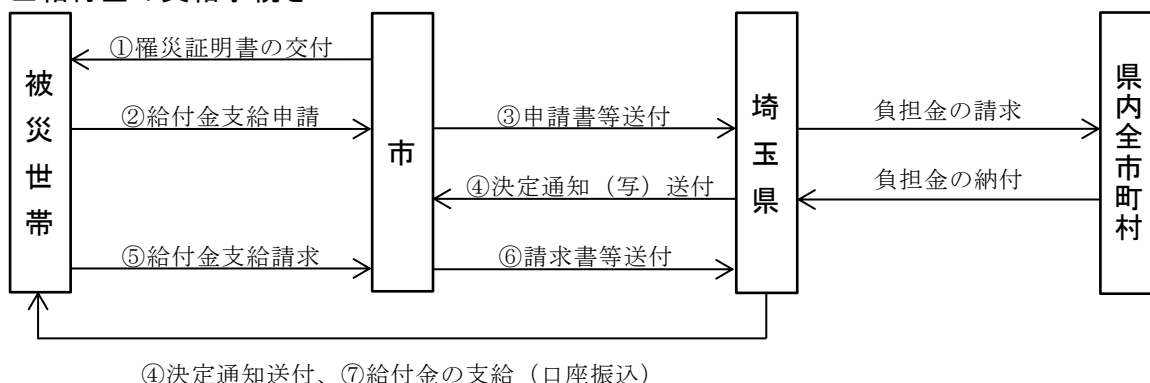 ①罹災証明書の交付
②給付金支給申請
③申請書等送付
負担金の請求
④決定通知（写）送付
負担金の納付
⑤給付金支給請求
⑥請求書等送付
被災世帯
市
埼玉県
県内全市町村
④決定通知送付、⑦給付金の支給（口座振込）